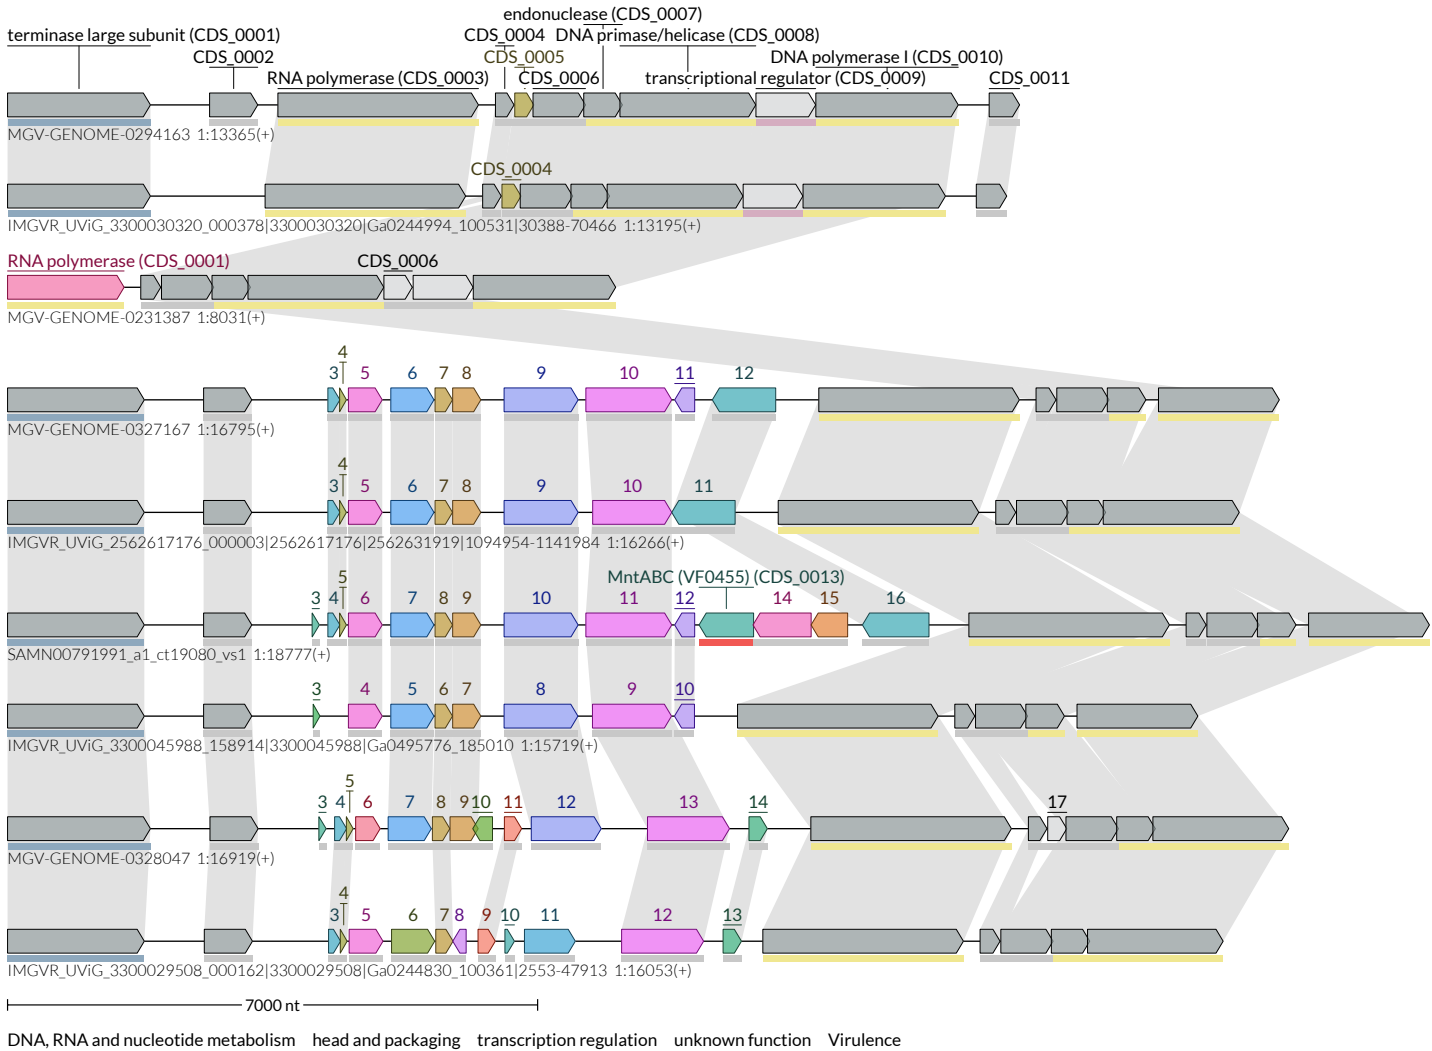 endonuclease (CDS_0007)
terminase large subunit (CDS_0001) CDS_0004 DNA primase/helicase (CDS_0008)
CDS_0002 CDS_0005 DNA polymerase I (CDS_0010)
RNA polymerase (CDS_0003) CDS_0006 transcriptional regulator (CDS_0009) CDS_0011
MGV-GENOME-0294163 1:13365(+)
CDS_0004
IMGVR_UViG_3300030320_000378|3300030320|Ga0244994_100531|30388-70466 1:13195(+)
RNA polymerase (CDS_0001) CDS_0006
MGV-GENOME-0231387 1:8031(+)
4
3 5 6 7 8 9 10 11 12
MGV-GENOME-0327167 1:16795(+)
4
3 5 6 7 8 9 10 11
IMGVR_UViG_2562617176_000003|2562617176|2562631919|1094954-1141984 1:16266(+)
5 MntABC (VF0455) (CDS_0013)
3 4 6 7 8 9 10 11 12 14 15 16
SAMN00791991_a1_ct19080_vs1 1:18777(+)
3 4 5 6 7 8 9 10
IMGVR_UViG_3300045988_158914|3300045988|Ga0495776_185010 1:15719(+)
5
3 4 6 7 8 9 10 11 12 13 14 17
MGV-GENOME-0328047 1:16919(+)
4
3 5 6 7 8 9 10 11 12 13
IMGVR_UViG_3300029508_000162|3300029508|Ga0244830_100361|2553-47913 1:16053(+)
7000 nt
DNA, RNA and nucleotide metabolism head and packaging transcription regulation unknown function Virulence